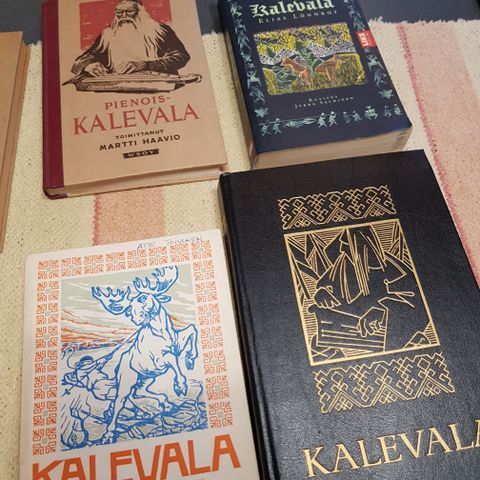 PIENOIS-
KALEVALA
TOIMITTANUT
MARTTI HAAVIO
WSOY
Kalevala
ELIAS LÖNNROT
KUVITUS
JUKKA SALMINEN
KALEVALA
KALEVALA